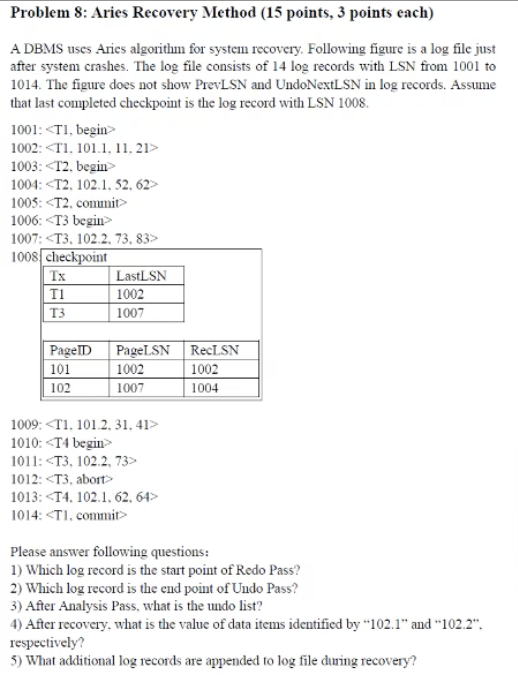 Problem 8: Aries Recovery Method (15 points, 3 points each)
A DBMS uses Aries algorithm for system recovery. Following figure is a log file just
after system crashes. The log file consists of 14 log records with LSN from 1001 to
1014. The figure does not show PrevLSN and UndoNextLSN in log records. Assume
that last completed checkpoint is the log record with LSN 1008.
1001: <T1, begin>
1002: <T1, 101.1, 11, 21>
1003: <T2, begin>
1004: <T2, 102.1, 52, 62>
1005: <T2, commit>
1006: <T3 begin>
1007: <T3, 102.2, 73, 83>
1008: checkpoint
Tx LastLSN
T1 1002
T3 1007
PageID PageLSN RecLSN
101 1002 1002
102 1007 1004
1009: <T1, 101.2, 31, 41>
1010: <T4 begin>
1011: <T3, 102.2, 73>
1012: <T3, abort>
1013: <T4, 102.1, 62, 64>
1014: <T1, commit>
Please answer following questions:
1) Which log record is the start point of Redo Pass?
2) Which log record is the end point of Undo Pass?
3) After Analysis Pass, what is the undo list?
4) After recovery, what is the value of data items identified by “102.1” and “102.2”,
respectively?
5) What additional log records are appended to log file during recovery?